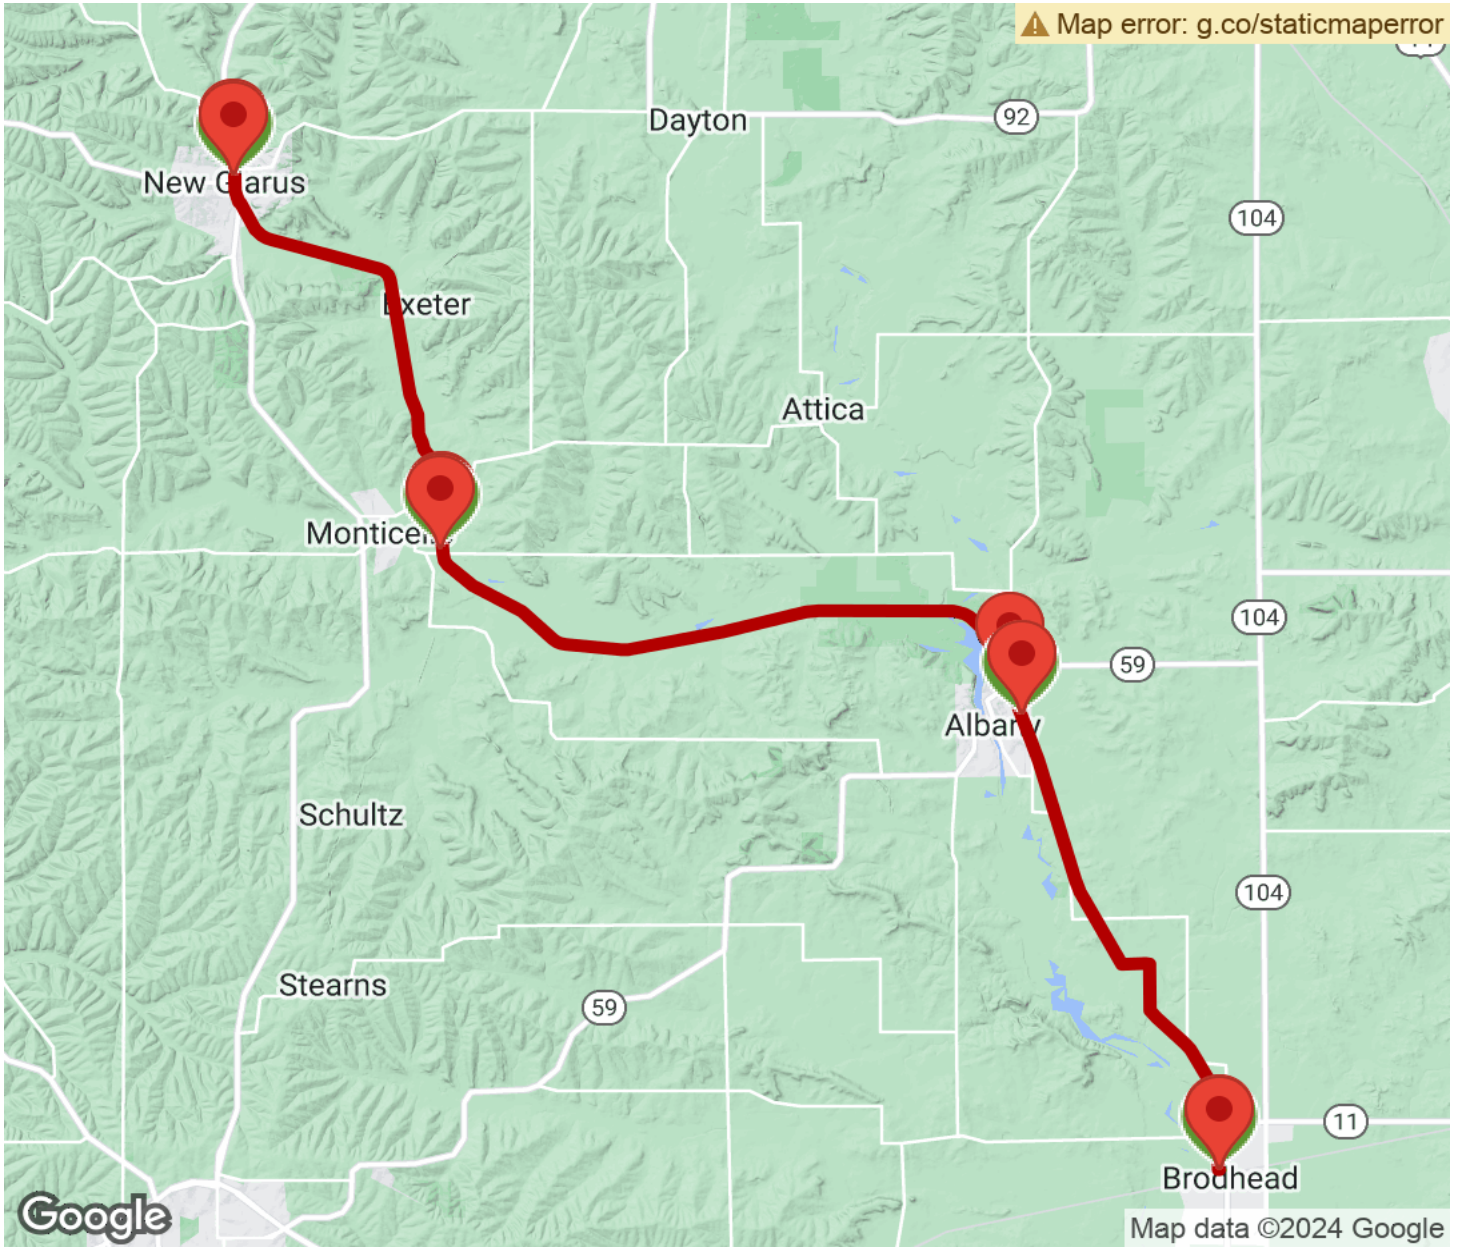 Map error: g.co/staticmaperror
Dayton
92
New Glarus
104
Exeter
Attica
Monticello
104
59
Albany
Schultz
104
Stearns
59
11
Brodhead
Google
Map data ©2024 Google